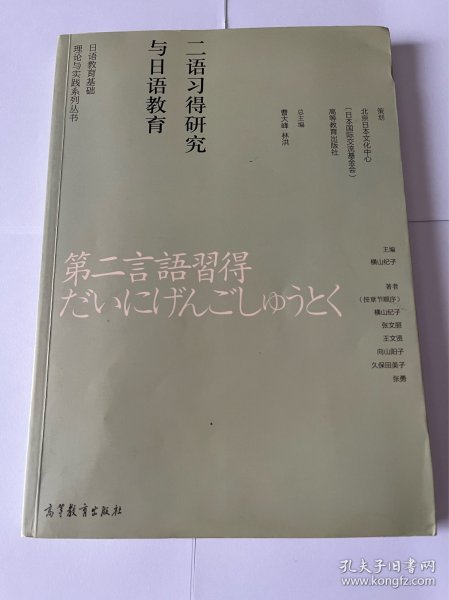 日语教育基础
理论与实践系列丛书
二语习得研究
与日语教育
策划
北京日本文化中心
(日本国际交流基金会)
高等教育出版社
总主编
曹大峰 林洪
第二言語習得
だいにげんごしゅうとく
主编
横山纪子
著者
(按章节顺序)
横山纪子
张文丽
王文贤
向山阳子
久保田美子
张勇
高等教育出版社
孔夫子旧书网
www.kongfz.com